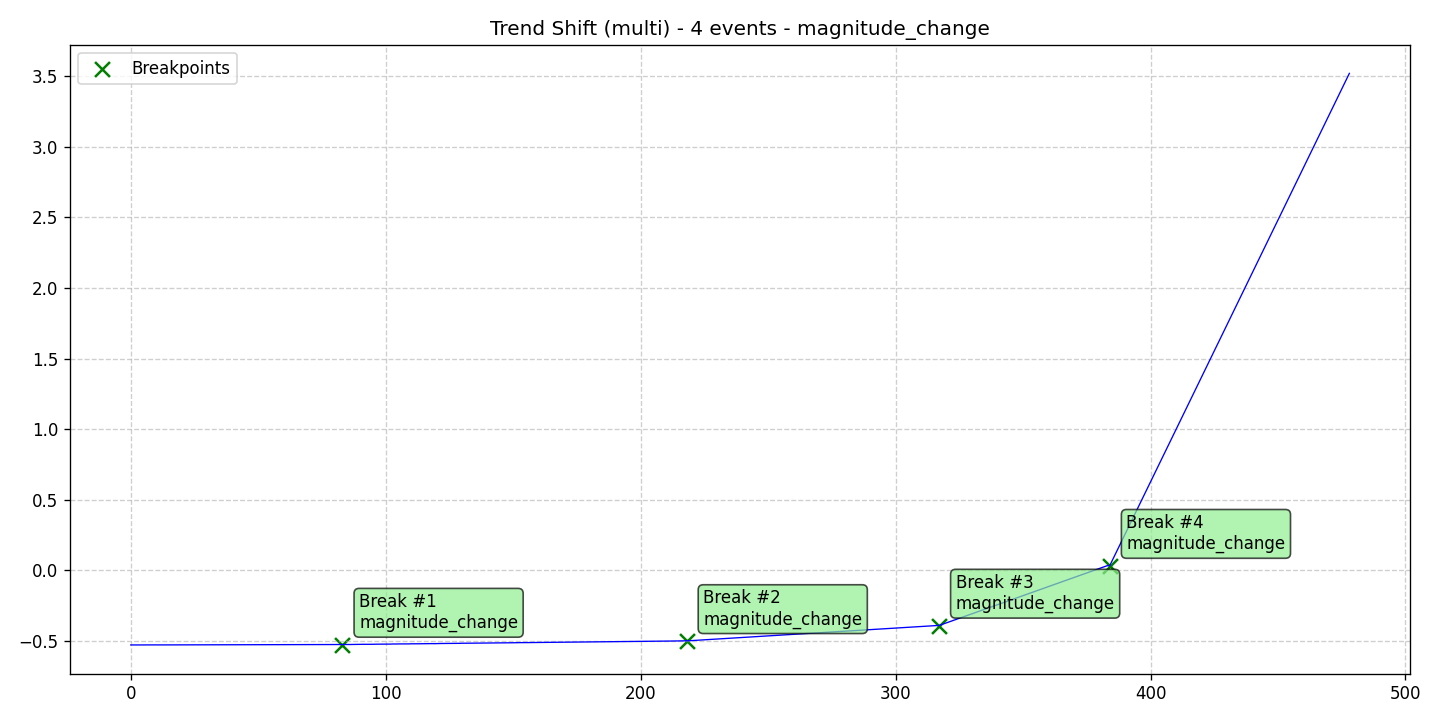 Trend Shift (multi) - 4 events - magnitude_change
Breakpoints
3.5
3.0
2.5
2.0
1.5
1.0
0.5
0.0
−0.5
Break #1
magnitude_change
Break #2
magnitude_change
Break #3
magnitude_change
Break #4
magnitude_change
0
100
200
300
400
500